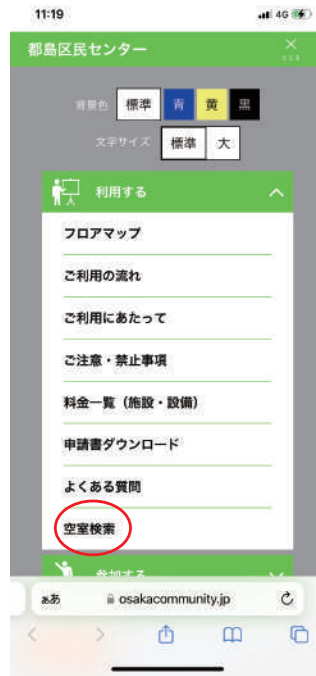 11:19
4G
都島区民センター
背景色 標準 青 黄 黒
文字サイズ 標準 大
利用する
フロアマップ
ご利用の流れ
ご利用にあたって
ご注意・禁止事項
料金一覧（施設・設備）
申請書ダウンロード
よくある質問
空室検索
参加する
ぁあ osakacommunity.jp